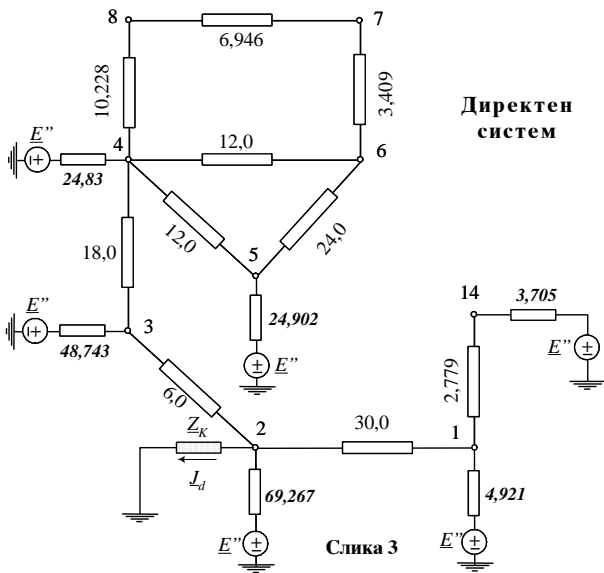 8
7
6,946
10,228
3,409
Директен
систем
E”
4
12,0
6
24,83
12,0
24,0
5
18,0
E”
3
24,902
14
3,705
48,743
E”
E”
6,0
2,779
Z_K
2
30,0
1
J_d
69,267
4,921
E”
Слика 3
E”